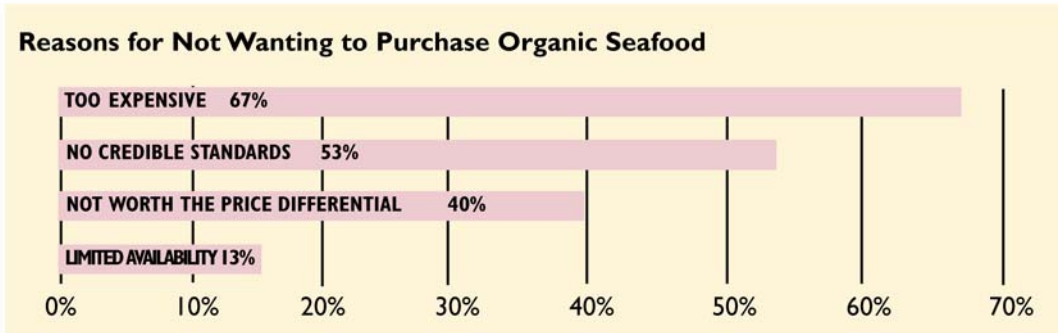 Reasons for Not Wanting to Purchase Organic Seafood
TOO EXPENSIVE 67%
NO CREDIBLE STANDARDS 53%
NOT WORTH THE PRICE DIFFERENTIAL 40%
LIMITED AVAILABILITY 13%
0% 10% 20% 30% 40% 50% 60% 70%